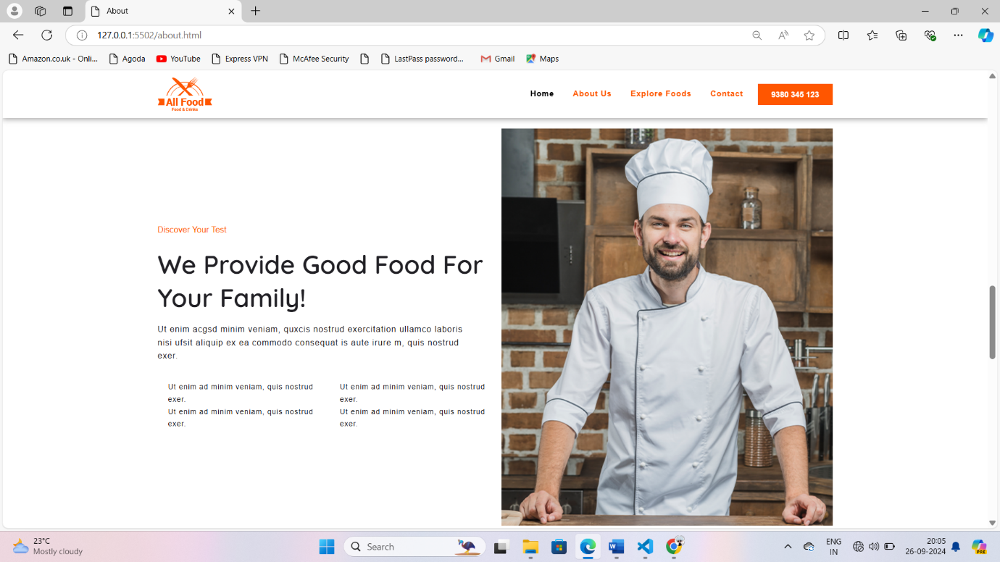 About
127.0.0.1:5502/about.html
Amazon.co.uk - Onli...
Agoda
YouTube
Express VPN
McAfee Security
LastPass password...
Gmail
Maps
All Food
Food & Drinks
Home
About Us
Explore Foods
Contact
9380 345 123
Discover Your Test
We Provide Good Food For
Your Family!
Ut enim acgsd minim veniam, quxcis nostrud exercitation ullamco laboris
nisi ufsit aliquip ex ea commodo consequat is aute irure m, quis nostrud
exer.
Ut enim ad minim veniam, quis nostrud
exer.
Ut enim ad minim veniam, quis nostrud
exer.
Ut enim ad minim veniam, quis nostrud
exer.
Ut enim ad minim veniam, quis nostrud
exer.
23°C
Mostly cloudy
Search
ENG
IN
20:05
26-09-2024
PRE